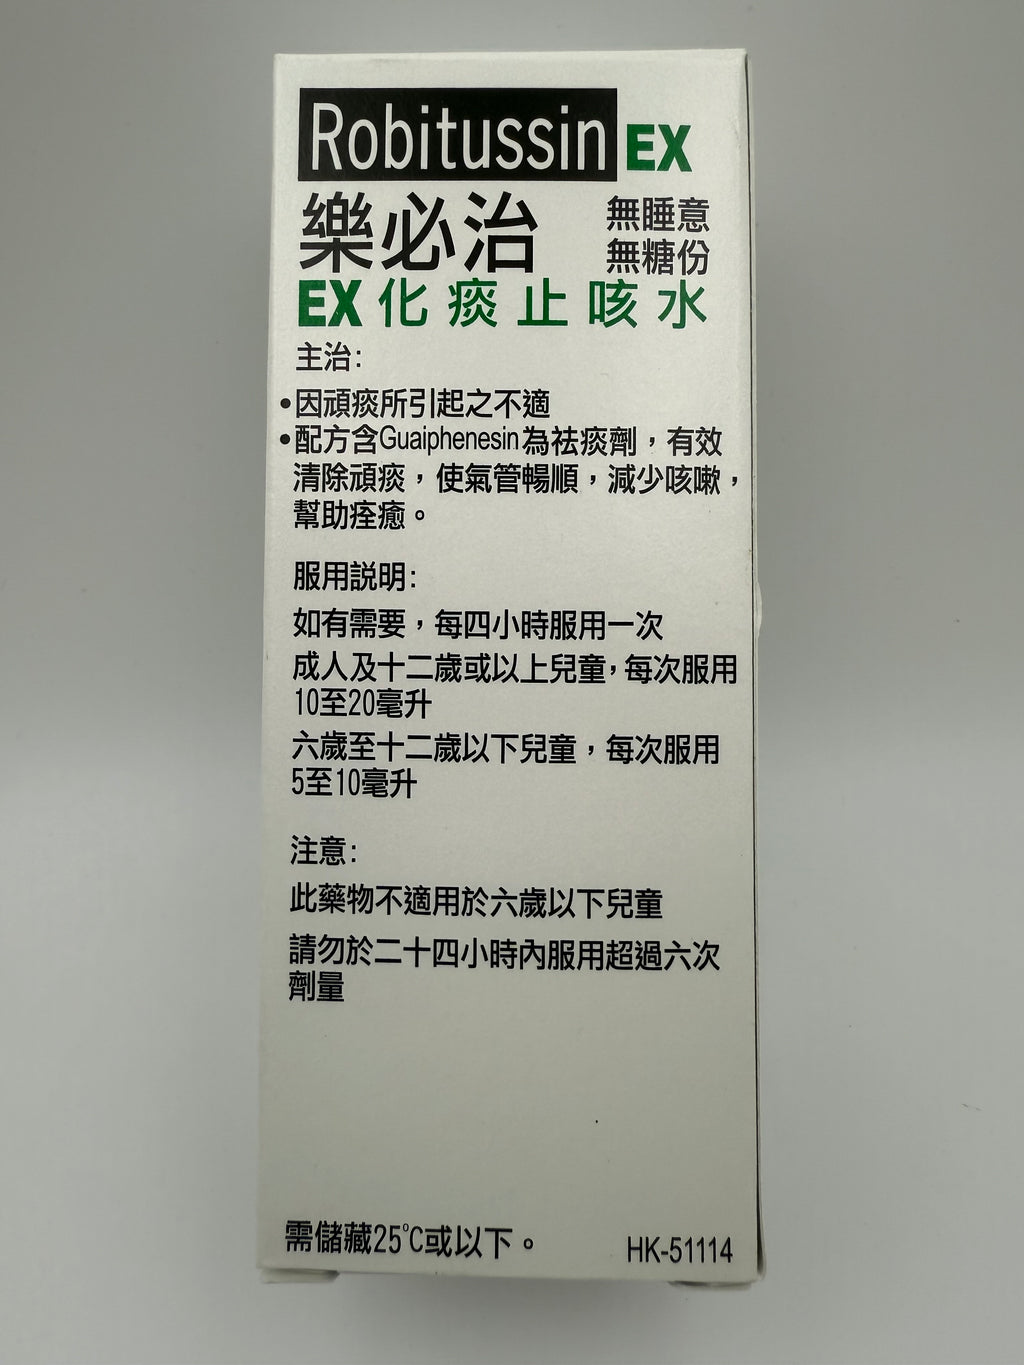 Robitussin EX
樂必治 無睡意
無糖份
EX化痰止咳水
主治:
•因頑痰所引起之不適
•配方含Guaiphenesin為祛痰劑，有效
清除頑痰，使氣管暢順，減少咳嗽，
幫助痊癒。
服用説明:
如有需要，每四小時服用一次
成人及十二歲或以上兒童，每次服用
10至20毫升
六歲至十二歲以下兒童，每次服用
5至10毫升
注意:
此藥物不適用於六歲以下兒童
請勿於二十四小時內服用超過六次
劑量
需儲藏25°C或以下。 HK-51114